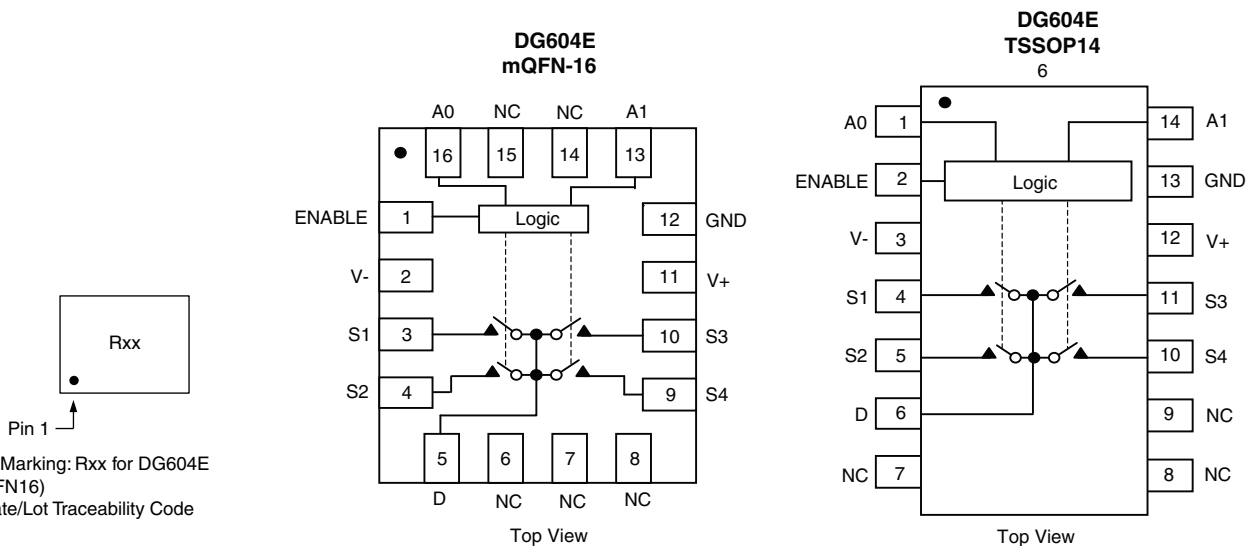 Rxx
Pin 1
Marking: Rxx for DG604E
FN16)
ate/Lot Traceability Code
DG604E
mQFN-16
A0 NC NC A1
16 15 14 13
ENABLE 1 Logic 12 GND
V- 2 11 V+
S1 3 10 S3
S2 4 9 S4
5 6 7 8
D NC NC NC
Top View
DG604E
TSSOP14
6
A0 1 14 A1
ENABLE 2 Logic 13 GND
V- 3 12 V+
S1 4 11 S3
S2 5 10 S4
D 6 9 NC
NC 7 8 NC
Top View